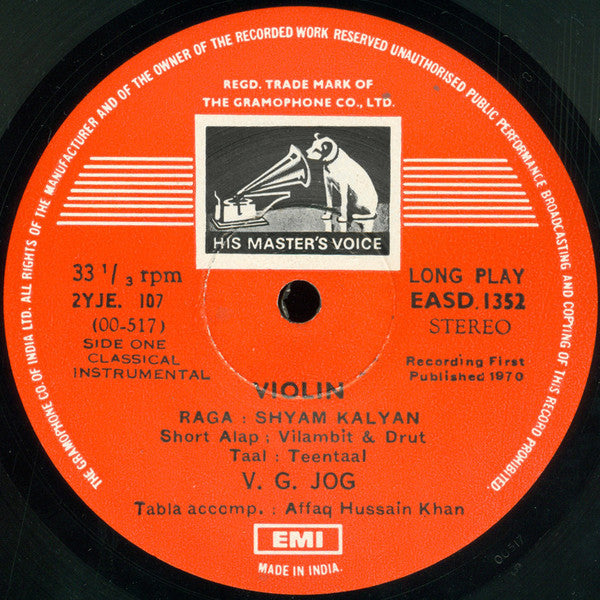 THE GRAMOPHONE CO OF INDIA LTD. ALL RIGHTS OF THE MANUFACTURER AND OF THE OWNER OF THE RECORDED WORK RESERVED UNAUTHORISED PUBLIC PERFORMANCE BROADCASTING AND COPYING OF THIS RECORD PROHIBITED.
REGD. TRADE MARK OF
THE GRAMOPHONE CO., LTD.
HIS MASTER'S VOICE
33 1/3 rpm
2YJE. 107
(00-517)
SIDE ONE
CLASSICAL
INSTRUMENTAL
LONG PLAY
EASD. 1352
STEREO
Recording First
Published 1970
VIOLIN
RAGA : SHYAM KALYAN
Short Alap : Vilambit & Drut
Taal : Teentaal
V. G. JOG
Tabla accomp. : Affaq Hussain Khan
EMI
MADE IN INDIA.